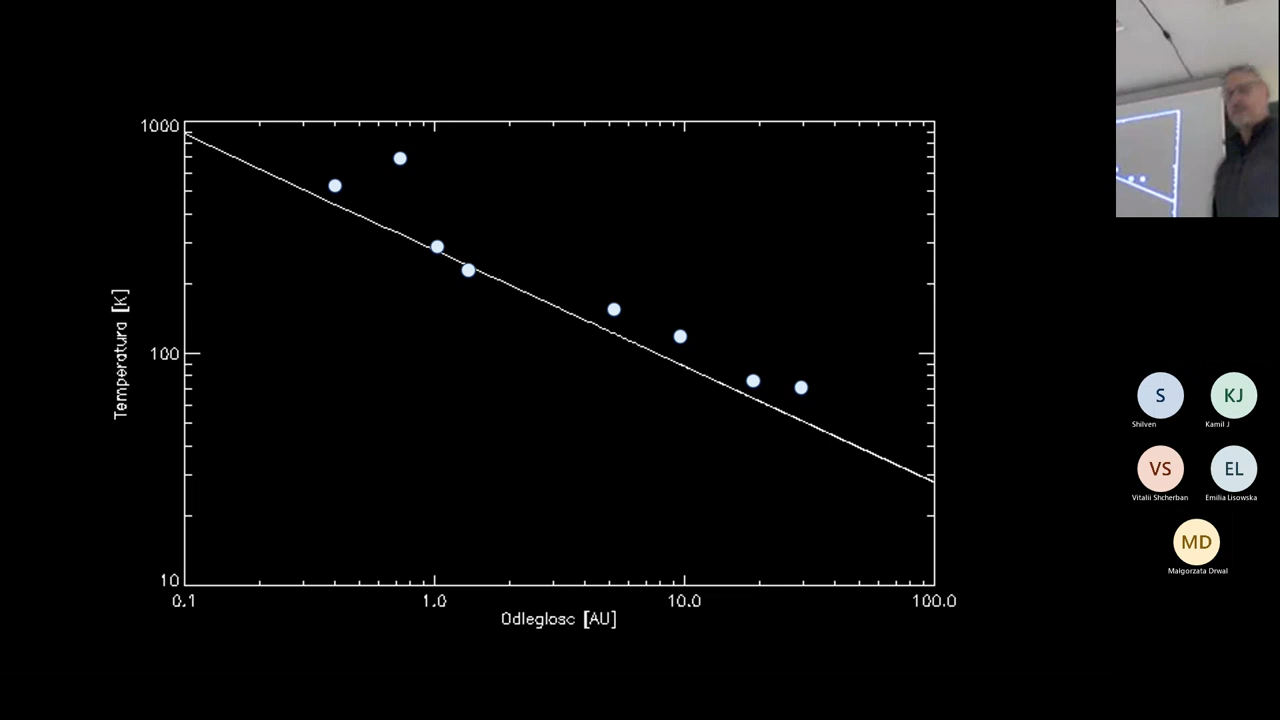 1000
100
10
Temperatura [K]
0.1 1.0 10.0 100.0
Odleglosc [AU]
S
Shilven
KJ
Kamil J
VS
Vitalii Shcherban
EL
Emilia Lisowska
MD
Malgorzata Drwal